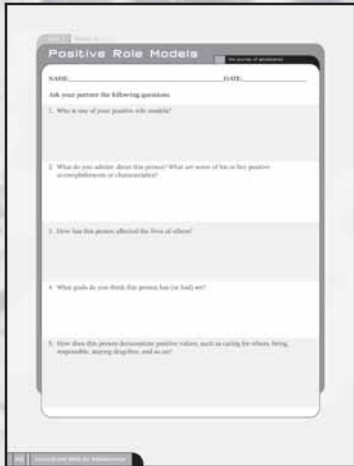 Positive Role Models
the journey of adolescence
NAME: DATE:
Ask your partner the following questions.
1. Who is one of your positive role models?
2. What do you admire about this person? What are some of his or her positive
accomplishments or characteristics?
3. How has this person affected the lives of others?
4. What goals do you think this person has (or had) set?
5. How does this person demonstrate positive values, such as caring for others, being
responsible, staying drug-free, and so on?